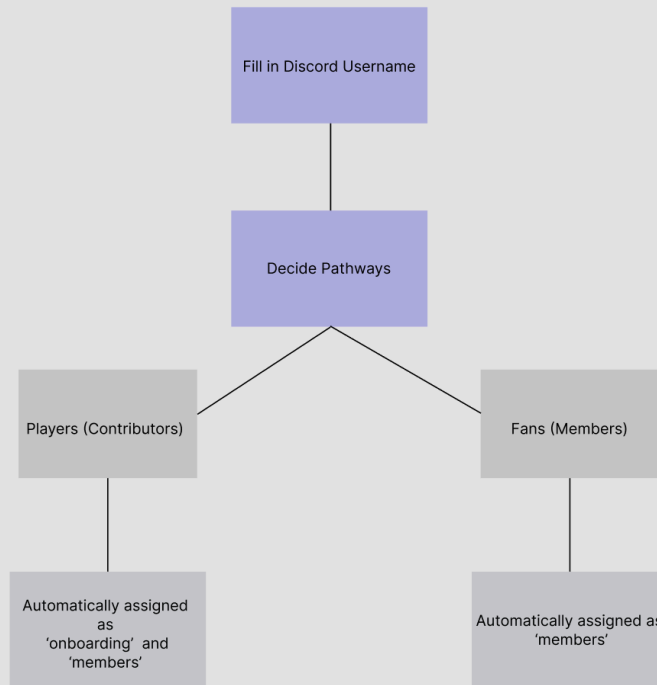 Fill in Discord Username
Decide Pathways
Players (Contributors)
Fans (Members)
Automatically assigned
as
‘onboarding’ and
‘members’
Automatically assigned as
‘members’